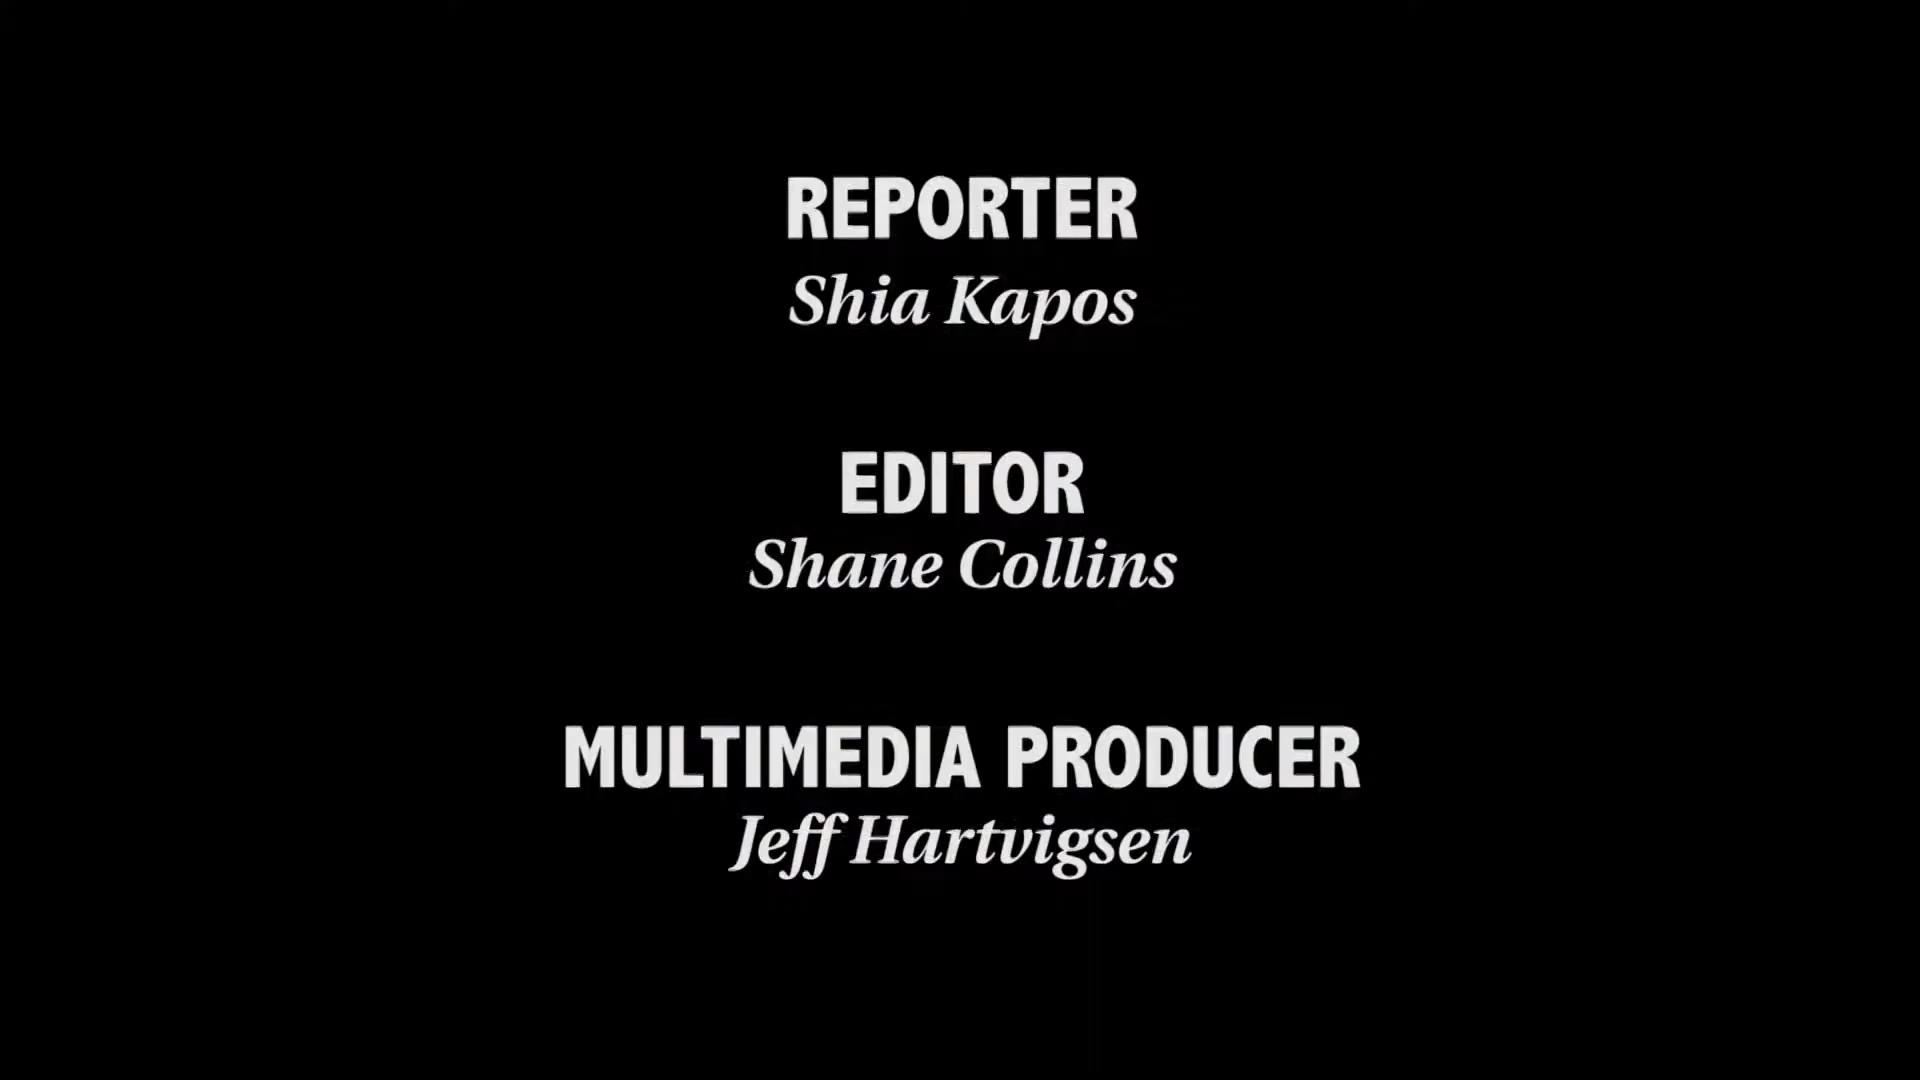 REPORTER
Shia Kapos
EDITOR
Shane Collins
MULTIMEDIA PRODUCER
Jeff Hartvigsen